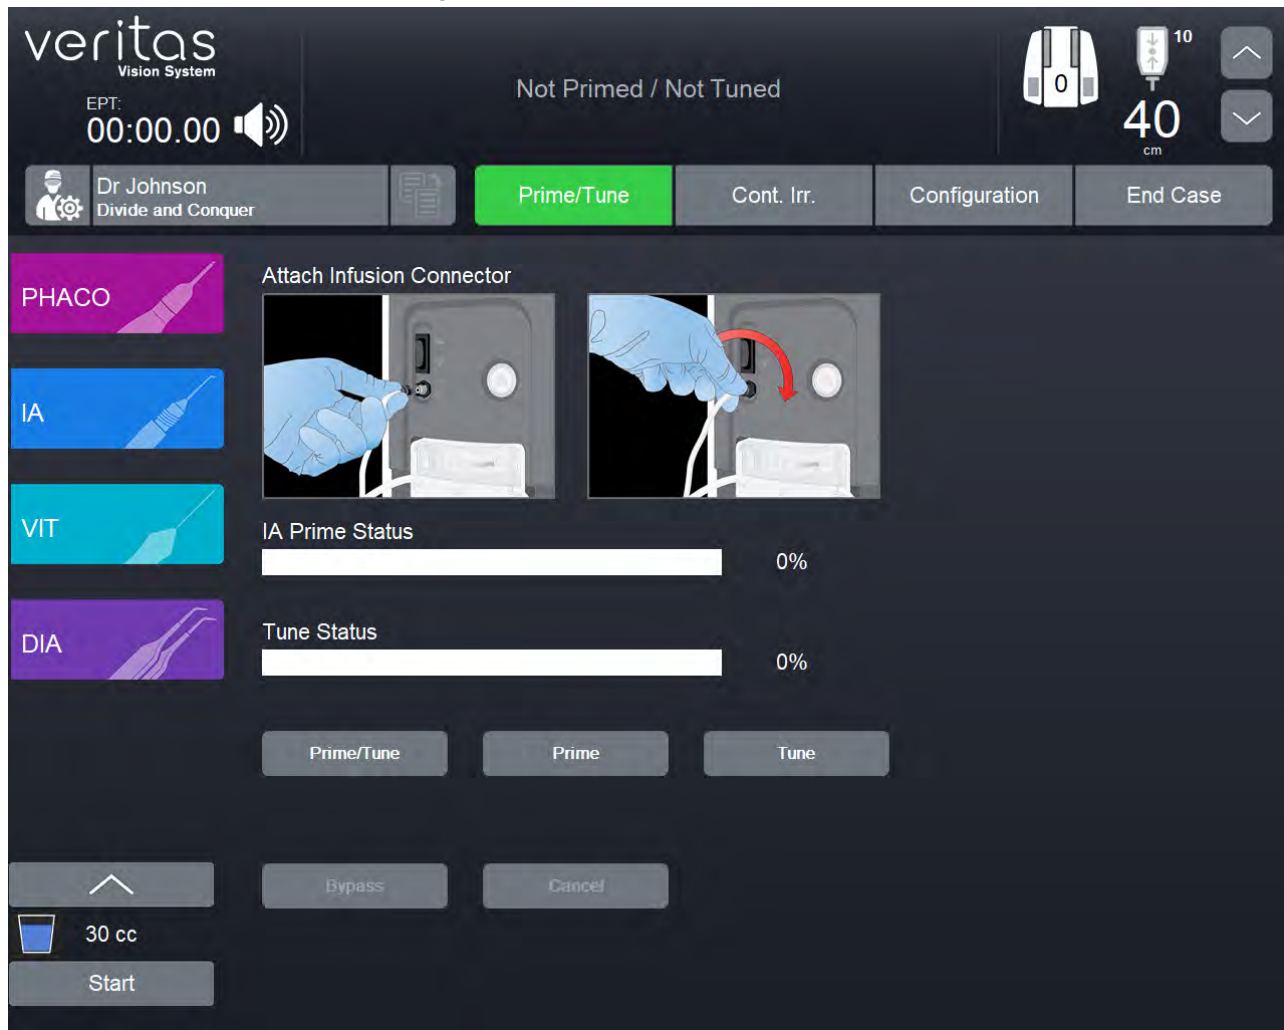 veritas
Vision System
EPT:
00:00.00
Not Primed / Not Tuned
0
10
40
cm
Dr Johnson
Divide and Conquer
Prime/Tune
Cont. Irr.
Configuration
End Case
PHACO
IA
VIT
DIA
Attach Infusion Connector
IA Prime Status
0%
Tune Status
0%
Prime/Tune
Prime
Tune
Bypass
Cancel
30 cc
Start